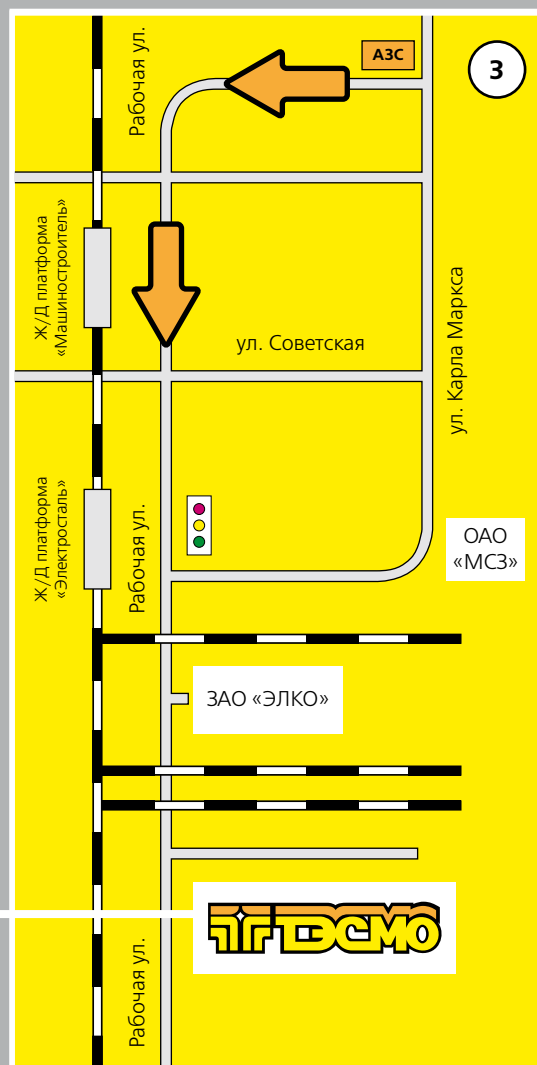 АЗС
3
Рабочая ул.
Ж/Д платформа
«Машиностроитель»
ул. Советская
ул. Карла Маркса
Ж/Д платформа
«Электросталь»
Рабочая ул.
ОАО
«МСЗ»
ЗАО «ЭЛКО»
ТЭСМО
Рабочая ул.